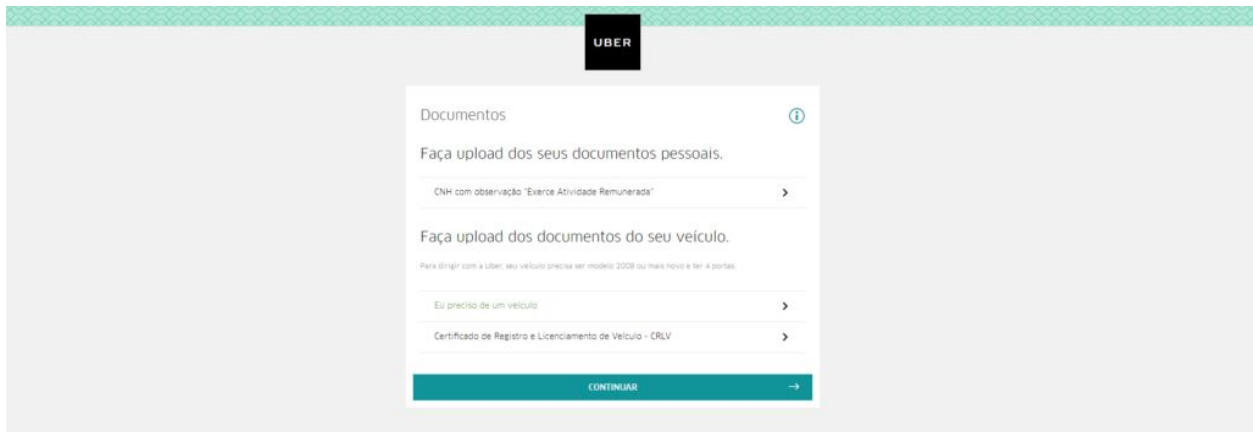 UBER
Documentos
Faça upload dos seus documentos pessoais.
CNH com observação "Exerce Atividade Remunerada"
Faça upload dos documentos do seu veículo.
Para dirigir com a Uber, seu veículo precisa ser modelo 2008 ou mais novo e ter 4 portas.
Eu preciso de um veículo
Certificado de Registro e Licenciamento de Veículo - CRLV
CONTINUAR